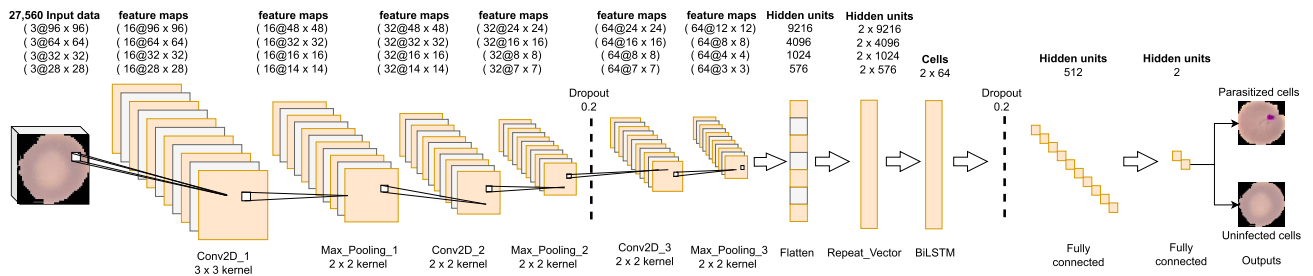 27,560 Input data
( 3@96 x 96)
( 3@64 x 64)
( 3@32 x 32)
( 3@28 x 28)
feature maps
( 16@96 x 96)
( 16@64 x 64)
( 16@32 x 32)
( 16@28 x 28)
feature maps
( 16@48 x 48)
( 16@32 x 32)
( 16@16 x 16)
( 16@14 x 14)
feature maps
( 32@48 x 48)
( 32@32 x 32)
( 32@16 x 16)
( 32@14 x 14)
feature maps
( 32@24 x 24)
( 32@16 x 16)
( 32@8 x 8)
( 32@7 x 7)
feature maps
(64@24 x 24)
(64@16 x 16)
(64@8 x 8)
(64@7 x 7)
feature maps
(64@12 x 12)
(64@8 x 8)
(64@4 x 4)
(64@3 x 3)
Hidden units
9216
4096
1024
576
Hidden units
2 x 9216
2 x 4096
2 x 1024
2 x 576
Cells
2 x 64
Hidden units
512
Hidden units
2
Dropout
0.2
Dropout
0.2
Parasitized cells
Uninfected cells
Conv2D_1
3 x 3 kernel
Max_Pooling_1
2 x 2 kernel
Conv2D_2
2 x 2 kernel
Max_Pooling_2
2 x 2 kernel
Conv2D_3
2 x 2 kernel
Max_Pooling_3
2 x 2 kernel
Flatten
Repeat_Vector
BiLSTM
Fully
connected
Fully
connected
Outputs